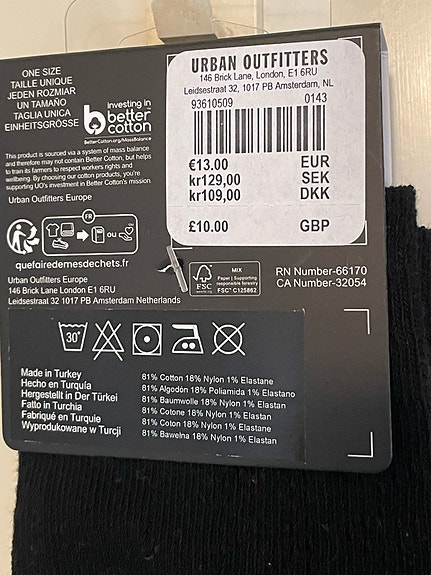 ONE SIZE
TAILLE UNIQUE
JEDEN ROZMIAR
UN TAMAÑO
TAGLIA UNICA
EINHEITSGRÖSSE
investing in
better
cotton
BetterCotton.org/MassBalance
This product is sourced via a system of mass balance
and therefore may not contain Better Cotton, but helps
to train its farmers to respect workers rights and
wellbeing. By choosing our cotton products, you're
supporting UO's investment in Better Cotton's mission.
Urban Outfitters Europe
FR
OU
quefairedemesdechets.fr
Urban Outfitters Europe
146 Brick Lane London E1 6RU
Leidsestraat 32 1017 PB Amsterdam Netherlands
URBAN OUTFITTERS
146 Brick Lane, London, E1 6RU
Leidsestraat 32, 1017 PB Amsterdam, NL
93610509 0143
€13.00 EUR
kr129,00 SEK
kr109,00 DKK
£10.00 GBP
FSC
MIX
Paper | Supporting
responsible forestry
FSC® C125862
RN Number-66170
CA Number-32054
30°
Made in Turkey
Hecho en Turquía
Hergestellt in Der Türkei
Fatto in Turchia
Fabriqué en Turquie
Wyprodukowane w Turcji
81% Cotton 18% Nylon 1% Elastane
81% Algodón 18% Poliamida 1% Elastano
81% Baumwolle 18% Nylon 1% Elastan
81% Cotone 18% Nylon 1% Elastan
81% Coton 18% Nylon 1% Elastane
81% Bawełna 18% Nylon 1% Elastan